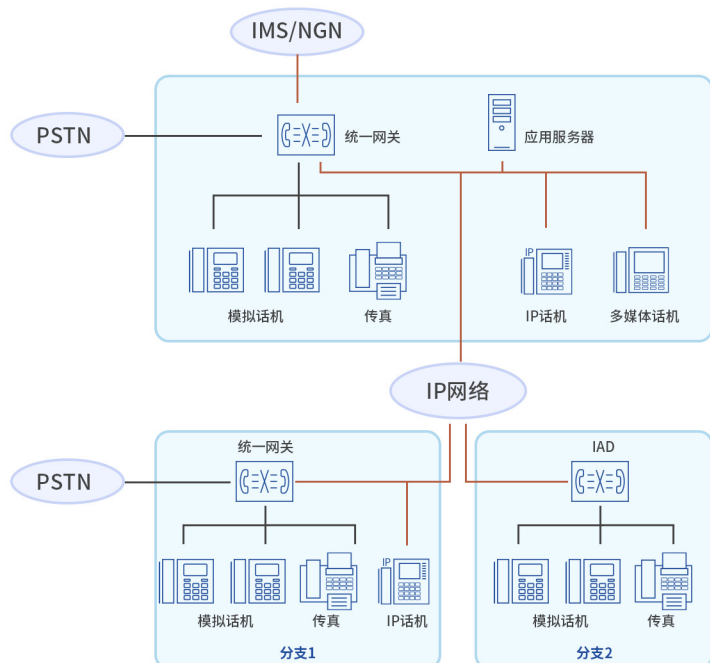 IMS/NGN
PSTN
统一网关
应用服务器
IP
模拟话机
传真
IP话机
多媒体话机
IP网络
统一网关
IAD
PSTN
IP
模拟话机
传真
IP话机
模拟话机
传真
分支1
分支2